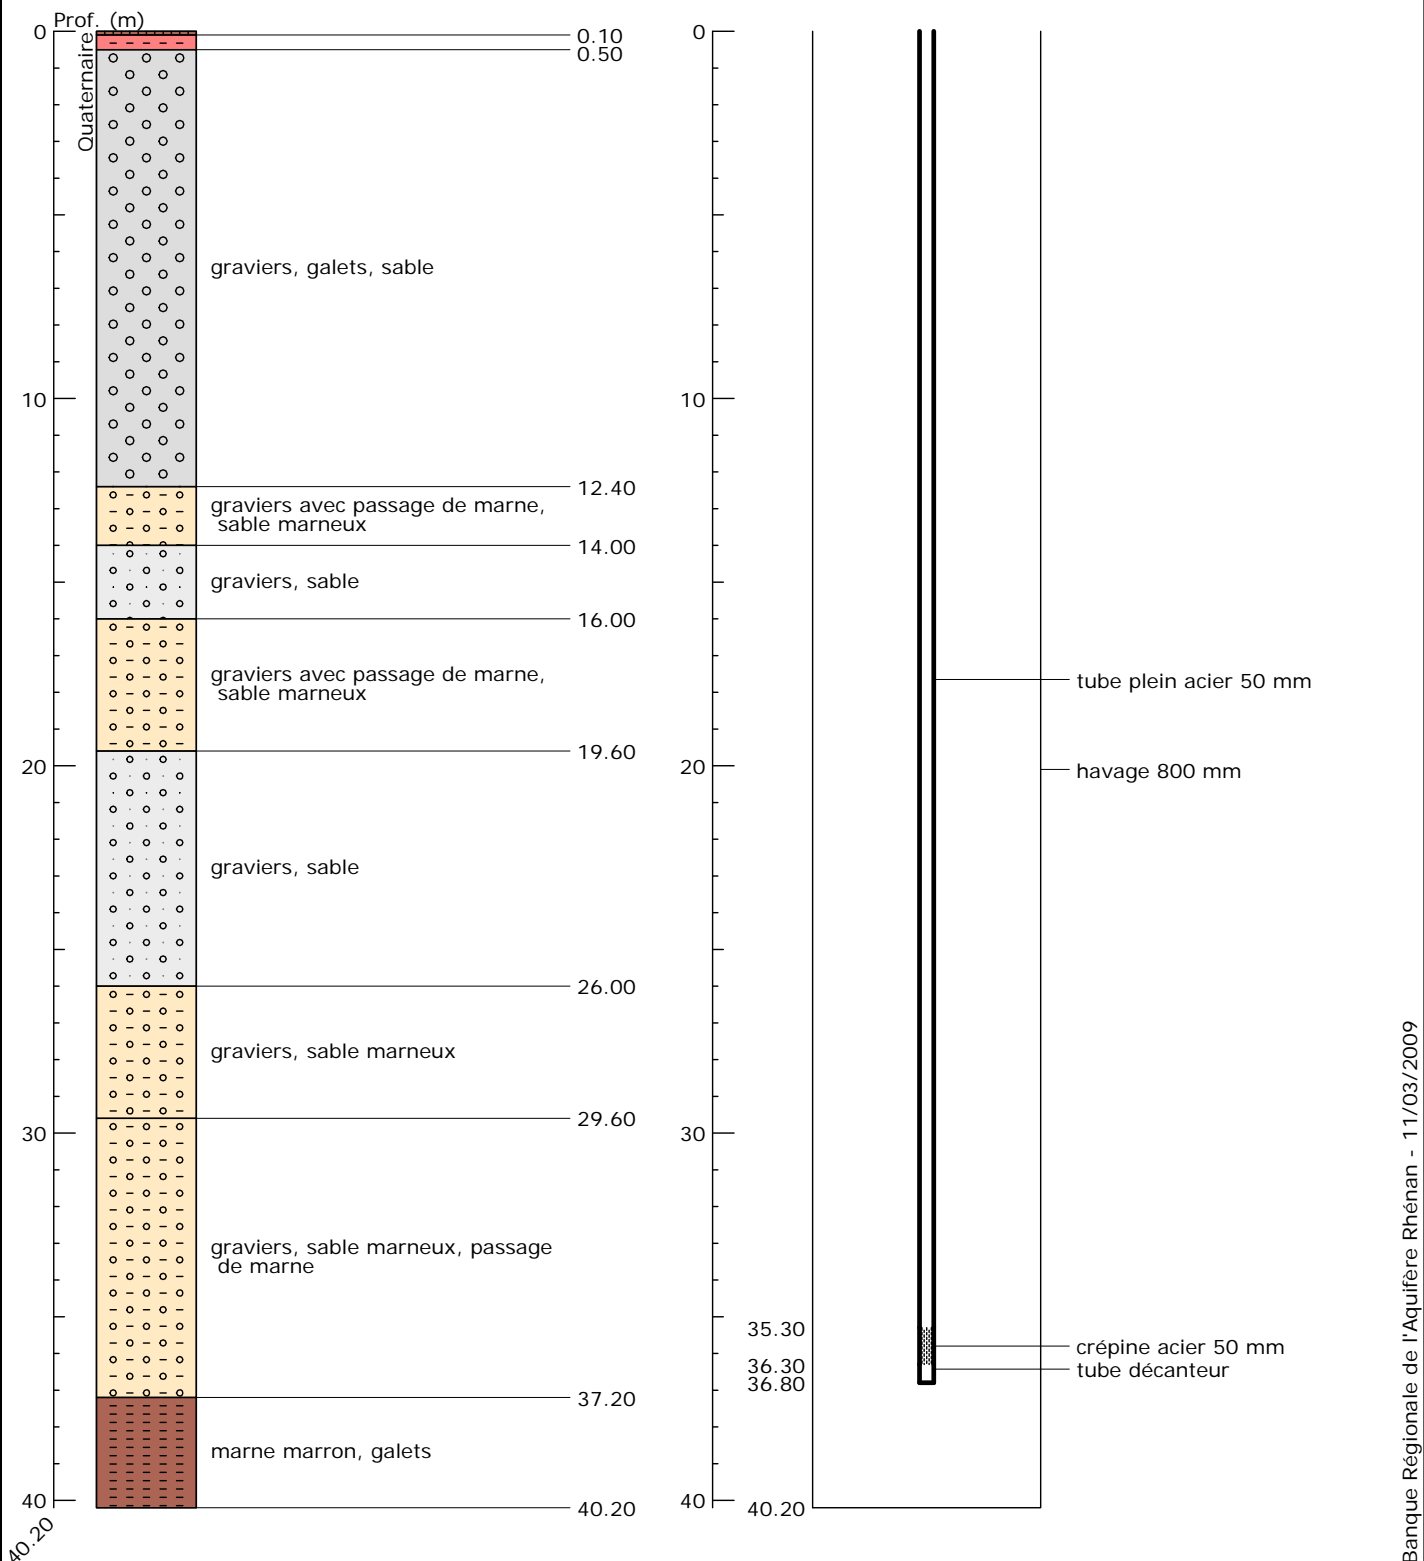 Prof. (m)
0
Quaternaire
0.10
0.50
graviers, galets, sable
10
12.40
graviers avec passage de marne,
sable marneux
14.00
graviers, sable
16.00
graviers avec passage de marne,
sable marneux
19.60
20
graviers, sable
26.00
graviers, sable marneux
29.60
30
graviers, sable marneux, passage
de marne
37.20
marne marron, galets
40
40.20
40.20
0
10
tube plein acier 50 mm
20
havage 800 mm
30
35.30
crépine acier 50 mm
36.30
tube décanteur
36.80
40
40.20
Banque Régionale de l'Aquifère Rhénan - 11/03/2009